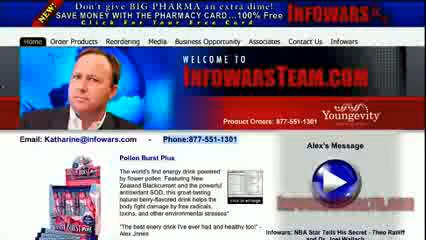 NEW!
Don't give BIG PHARMA an extra dime!
SAVE MONEY WITH THE PHARMACY CARD...100% Free
Click For Your Free Card
INFOWARS
Home Order Products Reordering Media Business Opportunity Associates Contact Us Infowars
WELCOME TO
INFOWARSTEAM.COM
Product Orders: 877-551-1301
Youngevity
Email: Katharine@infowars.com - Phone:877-551-1301
Pollen Burst Plus
The world's first energy drink powered
by flower pollen. Featuring New
Zealand Blackcurrant and the powerful
antioxidant SOD, this great-tasting
natural berry-flavored drink helps the
body fight damage by free radicals,
toxins, and other environmental stresses"
"The best enery drink I've ever had and healthy too!" -
Alex Jones
click to enlarge
Alex's Message
Infowars: NBA Star Tells His Secret - Theo Ratliff
and Dr. Joel Wallach